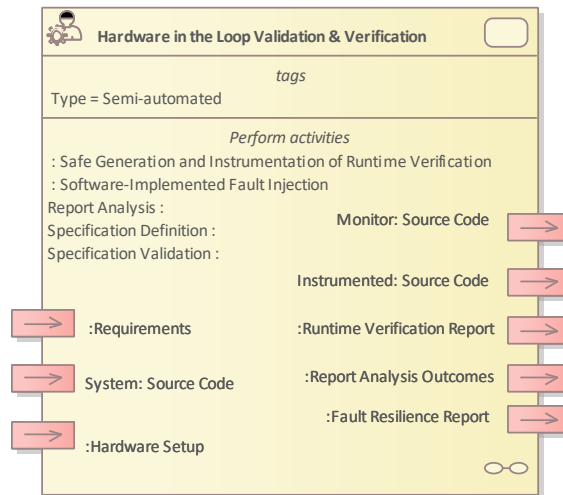 Hardware in the Loop Validation & Verification
tags
Type = Semi-automated
Perform activities
: Safe Generation and Instrumentation of Runtime Verification
: Software-Implemented Fault Injection
Report Analysis :
Specification Definition :
Specification Validation :
Monitor: Source Code
Instrumented: Source Code
:Requirements
:Runtime Verification Report
System: Source Code
:Report Analysis Outcomes
:Fault Resilience Report
:Hardware Setup